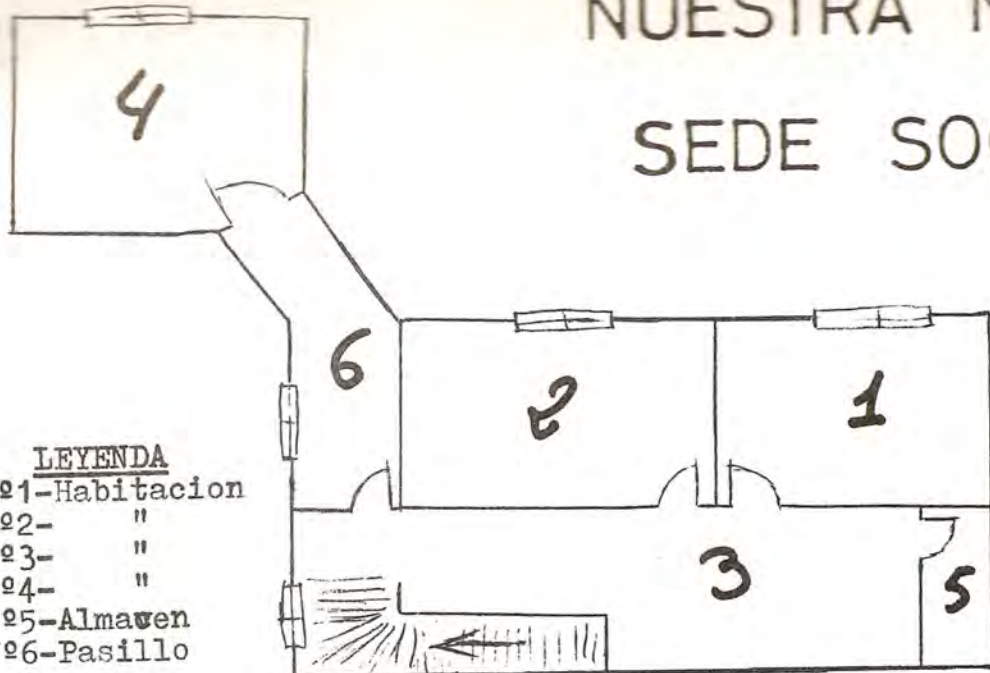 NUESTRA
SEDE
4
6
2
1
3
5
LEYENDA
º1-Habitacion
º2- "
º3- "
º4- "
º5-Almacen
º6-Pasillo